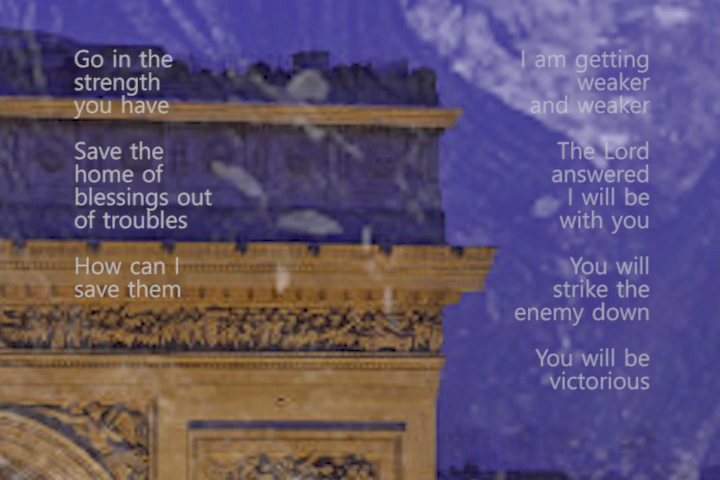 Go in the
strength
you have
Save the
home of
blessings out
of troubles
How can I
save them
I am getting
weaker
and weaker
The Lord
answered
I will be
with you
You will
strike the
enemy down
You will be
victorious